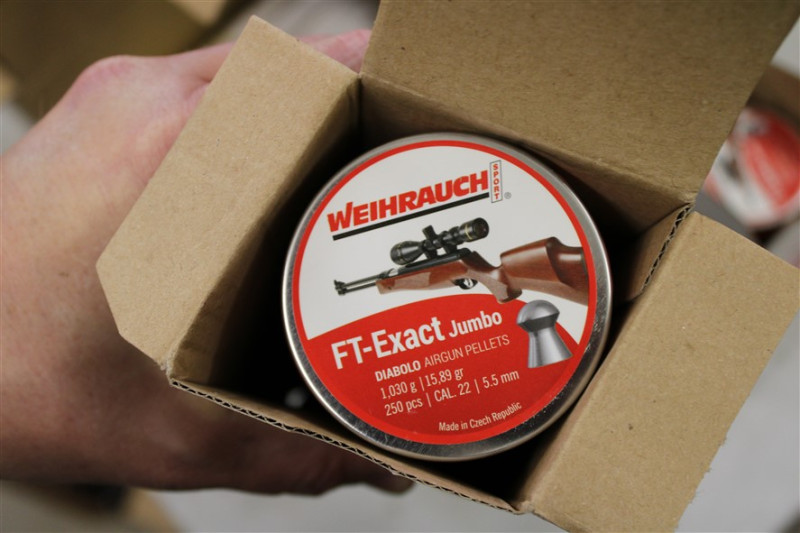 WEIHRAUCH SPORT ®
FT-Exact Jumbo
DIABOLO AIRGUN PELLETS
1,030 g | 15,89 gr
250 pcs | CAL. 22 | 5.5 mm
Made in Czech Republic